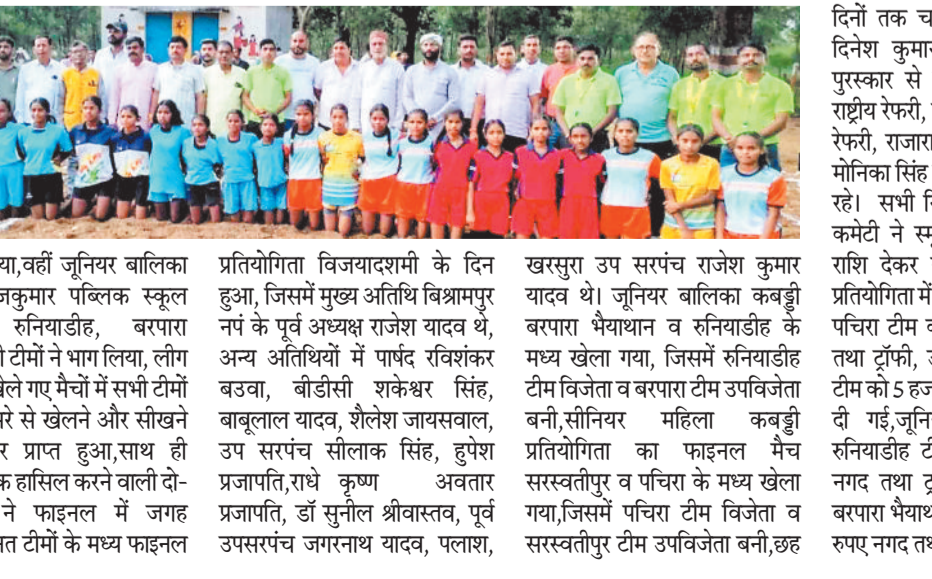 जूनियर बालिका
पब्लिक स्कूल
रुनियाडीह, बरपारा
टीमों ने भाग लिया, लीग
गए मैचों में सभी टीमों
से खेलने और सीखने
प्राप्त हुआ,साथ ही
हासिल करने वाली दो-
ने फाइनल में जगह
टीमों के मध्य फाइनल
प्रतियोगिता विजयादशमी के दिन
हुआ, जिसमें मुख्य अतिथि बिश्रामपुर
नपं के पूर्व अध्यक्ष राजेश यादव थे,
अन्य अतिथियों में पार्षद रविशंकर
बउवा, बीडीसी शकेश्वर सिंह,
बाबूलाल यादव, शैलेश जायसवाल,
उप सरपंच सीलाक सिंह, हुपेश
प्रजापति,राधे कृष्ण अवतार
प्रजापति, डॉ सुनील श्रीवास्तव, पूर्व
उपसरपंच जगरनाथ यादव, पलाश,
खरसुरा उप सरपंच राजेश कुमार
यादव थे। जूनियर बालिका कबड्डी
बरपारा भैयाथान व रुनियाडीह के
मध्य खेला गया, जिसमें रुनियाडीह
टीम विजेता व बरपारा टीम उपविजेता
बनी,सीनियर महिला कबड्डी
प्रतियोगिता का फाइनल मैच
सरस्वतीपुर व पचिरा के मध्य खेला
गया,जिसमें पचिरा टीम विजेता व
सरस्वतीपुर टीम उपविजेता बनी,छह
दिनों तक
दिनेश कुमार
पुरस्कार से
राष्ट्रीय रेफरी,
रेफरी,
मोनिका सिंह
रहे। सभी
कमेटी ने
राशि देकर
प्रतियोगिता में
पचिरा टीम
तथा ट्रॉफी,
टीम को 5
दी गई,
रुनियाडीह
नगद तथा
बरपारा
रुपए नगद